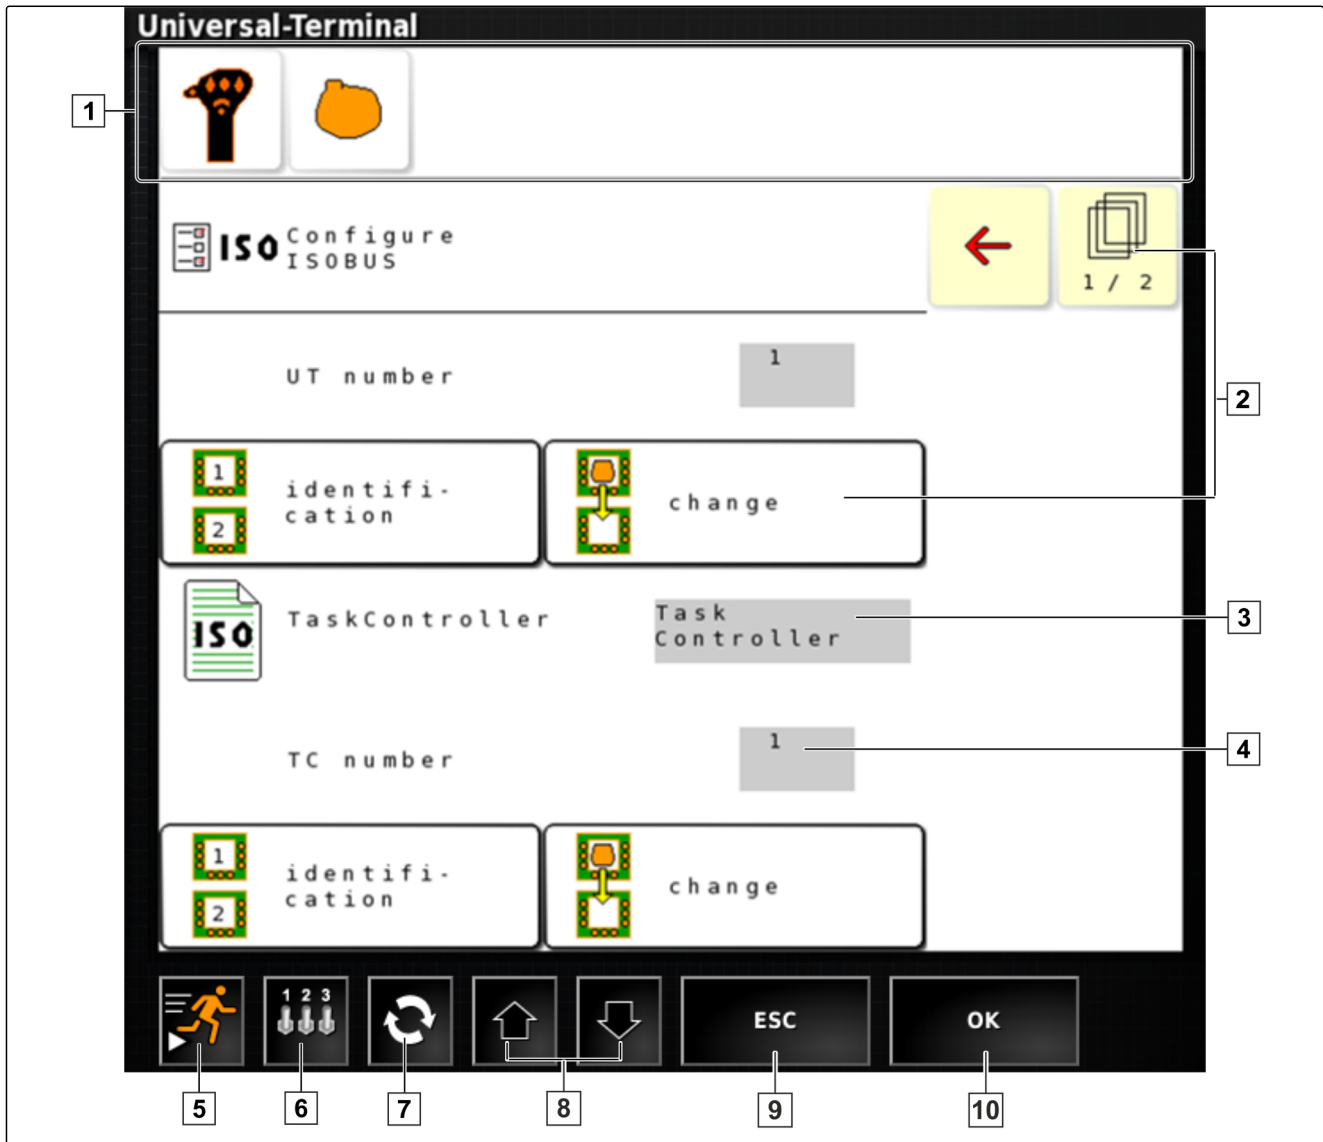 Universal-Terminal
1
ISO
Configure
ISOBUS
1 / 2
UT number
1
2
1
2
identifi-
cation
change
ISO
TaskController
Task
Controller
3
TC number
1
4
1
2
identifi-
cation
change
1 2 3
ESC
OK
5
6
7
8
9
10